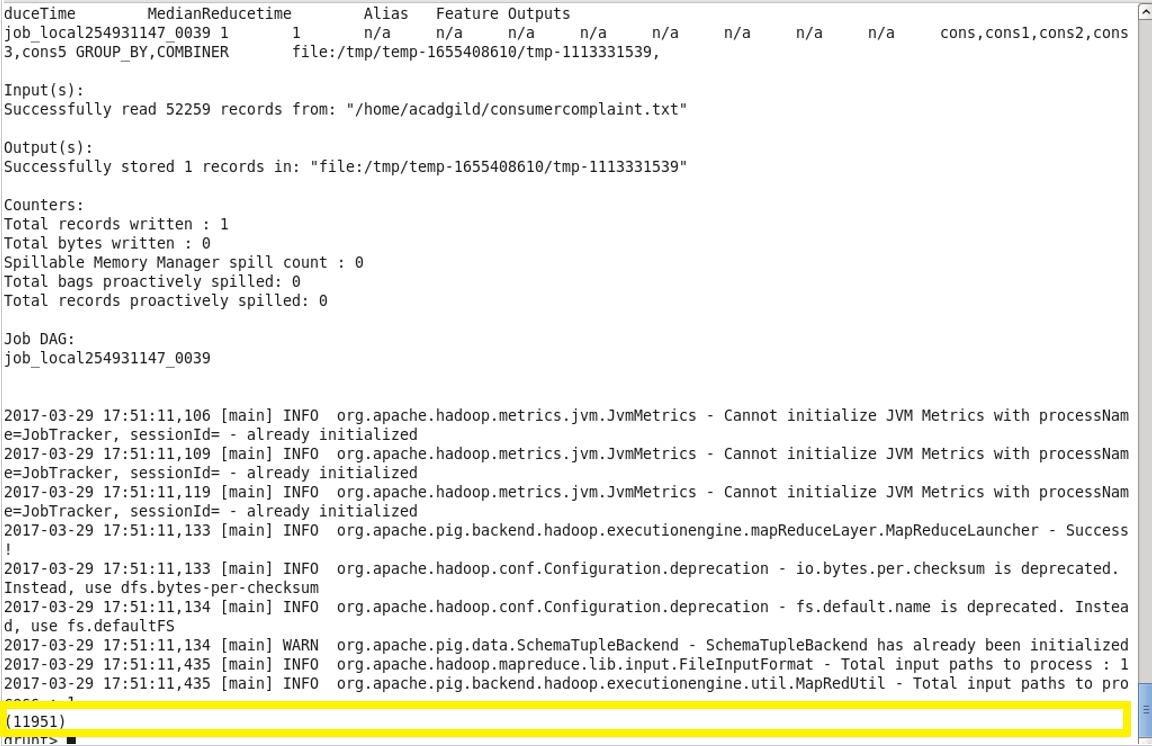 duceTime MedianReducetime Alias Feature Outputs
job_local254931147_0039 1 1 n/a n/a n/a n/a n/a n/a n/a n/a cons,cons1,cons2,cons
3,cons5 GROUP_BY,COMBINER file:/tmp/temp-1655408610/tmp-1113331539,
Input(s):
Successfully read 52259 records from: "/home/acadgild/consumercomplaint.txt"
Output(s):
Successfully stored 1 records in: "file:/tmp/temp-1655408610/tmp-1113331539"
Counters:
Total records written : 1
Total bytes written : 0
Spillable Memory Manager spill count : 0
Total bags proactively spilled: 0
Total records proactively spilled: 0
Job DAG:
job_local254931147_0039
2017-03-29 17:51:11,106 [main] INFO org.apache.hadoop.metrics.jvm.JvmMetrics - Cannot initialize JVM Metrics with processNam
e=JobTracker, sessionId= - already initialized
2017-03-29 17:51:11,109 [main] INFO org.apache.hadoop.metrics.jvm.JvmMetrics - Cannot initialize JVM Metrics with processNam
e=JobTracker, sessionId= - already initialized
2017-03-29 17:51:11,119 [main] INFO org.apache.hadoop.metrics.jvm.JvmMetrics - Cannot initialize JVM Metrics with processNam
e=JobTracker, sessionId= - already initialized
2017-03-29 17:51:11,133 [main] INFO org.apache.pig.backend.hadoop.executionengine.mapReduceLayer.MapReduceLauncher - Success
!
2017-03-29 17:51:11,133 [main] INFO org.apache.hadoop.conf.Configuration.deprecation - io.bytes.per.checksum is deprecated.
Instead, use dfs.bytes-per-checksum
2017-03-29 17:51:11,134 [main] INFO org.apache.hadoop.conf.Configuration.deprecation - fs.default.name is deprecated. Instea
d, use fs.defaultFS
2017-03-29 17:51:11,134 [main] WARN org.apache.pig.data.SchemaTupleBackend - SchemaTupleBackend has already been initialized
2017-03-29 17:51:11,435 [main] INFO org.apache.hadoop.mapreduce.lib.input.FileInputFormat - Total input paths to process : 1
2017-03-29 17:51:11,435 [main] INFO org.apache.pig.backend.hadoop.executionengine.util.MapRedUtil - Total input paths to pro
cess : 1
(11951)
grunt>